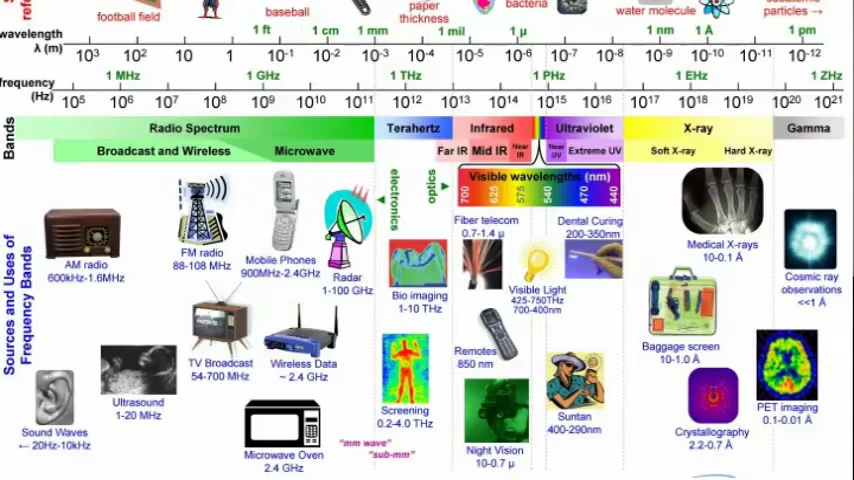 football field
baseball
paper
thickness
bacteria
water molecule
particles →
wavelength
λ (m)
1 ft 1 cm 1 mm 1 mil 1 µ 1 nm 1 Å 1 pm
10³ 10² 10 1 10⁻¹ 10⁻² 10⁻³ 10⁻⁴ 10⁻⁵ 10⁻⁶ 10⁻⁷ 10⁻⁸ 10⁻⁹ 10⁻¹⁰ 10⁻¹¹ 10⁻¹²
frequency
(Hz)
1 MHz 1 GHz 1 THz 1 PHz 1 EHz 1 ZHz
10⁵ 10⁶ 10⁷ 10⁸ 10⁹ 10¹⁰ 10¹¹ 10¹² 10¹³ 10¹⁴ 10¹⁵ 10¹⁶ 10¹⁷ 10¹⁸ 10¹⁹ 10²⁰ 10²¹
Bands
Radio Spectrum Terahertz Infrared Ultraviolet X-ray Gamma
Broadcast and Wireless Microwave Far IR Mid IR Near IR Near UV Extreme UV Soft X-ray Hard X-ray
electronics
optics
Visible wavelengths (nm)
700 625 575 540 470 440
Sources and Uses of
Frequency Bands
AM radio
600kHz-1.6MHz
FM radio
88-108 MHz
Mobile Phones
900MHz-2.4GHz
Radar
1-100 GHz
Bio imaging
1-10 THz
Fiber telecom
0.7-1.4 µ
Dental Curing
200-350nm
Visible Light
425-750THz
700-400nm
Medical X-rays
10-0.1 Å
Cosmic ray
observations
<<1 Å
TV Broadcast
54-700 MHz
Wireless Data
~ 2.4 GHz
Remotes
850 nm
Baggage screen
10-1.0 Å
Ultrasound
1-20 MHz
Sound Waves
← 20Hz-10kHz
Microwave Oven
2.4 GHz
"mm wave"
"sub-mm"
Screening
0.2-4.0 THz
Night Vision
10-0.7 µ
Suntan
400-290nm
Crystallography
2.2-0.7 Å
PET imaging
0.1-0.01 Å